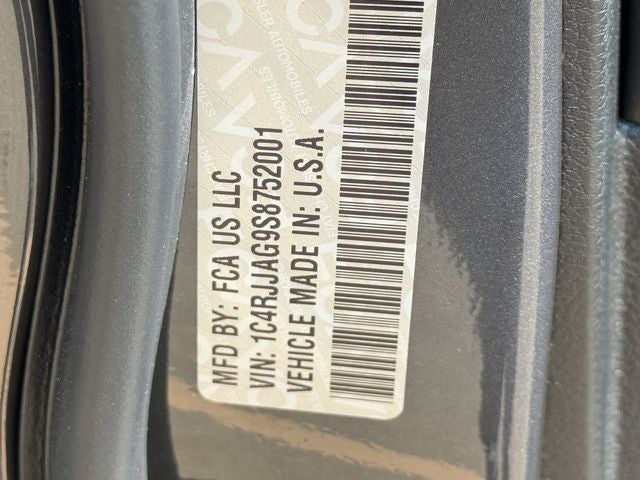 MFD BY: FCA US LLC
VIN: 1C4RJJAG9S8752001
VEHICLE MADE IN: U.S.A.